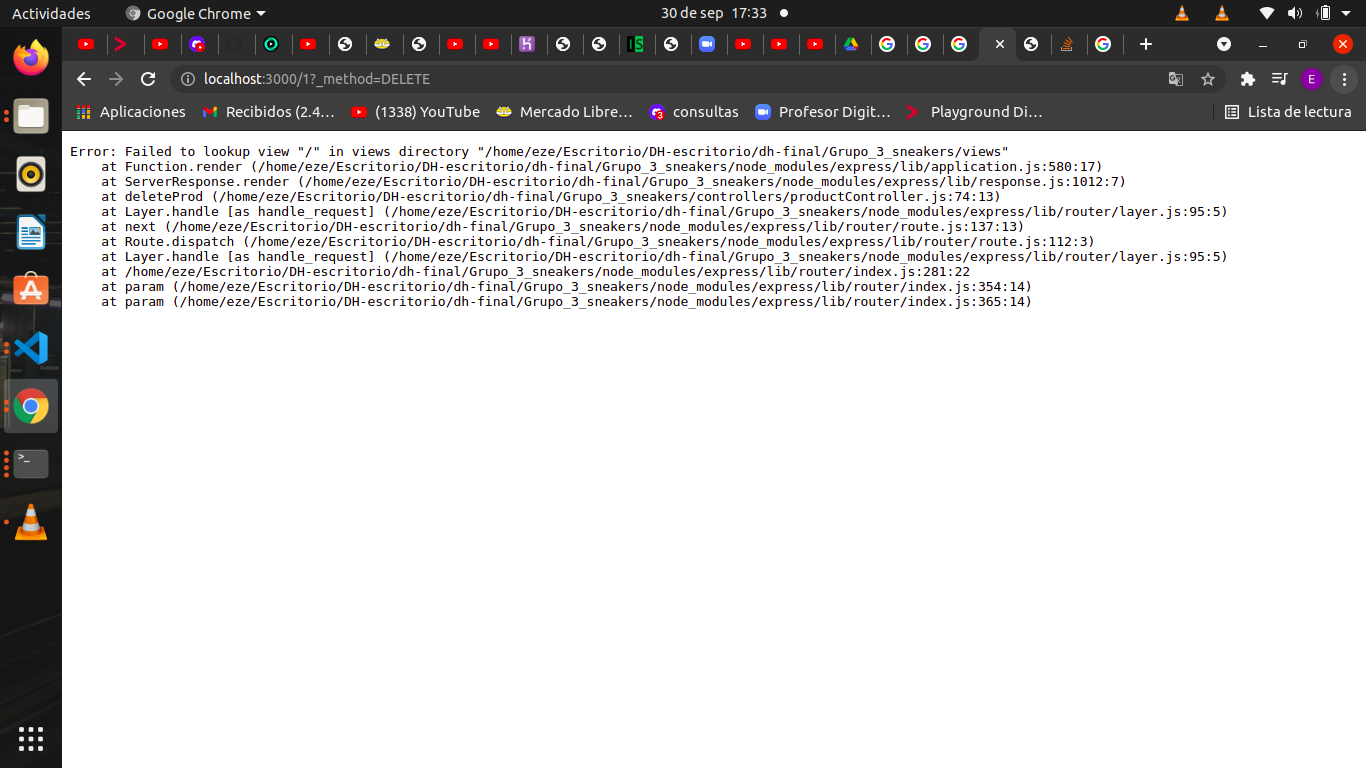 Actividades
Google Chrome
30 de sep 17:33
localhost:3000/1?_method=DELETE
E
Aplicaciones
Recibidos (2.4…
(1338) YouTube
Mercado Libre…
3
consultas
Profesor Digit…
Playground Di…
Lista de lectura
Error: Failed to lookup view "/" in views directory "/home/eze/Escritorio/DH-escritorio/dh-final/Grupo_3_sneakers/views"
at Function.render (/home/eze/Escritorio/DH-escritorio/dh-final/Grupo_3_sneakers/node_modules/express/lib/application.js:580:17)
at ServerResponse.render (/home/eze/Escritorio/DH-escritorio/dh-final/Grupo_3_sneakers/node_modules/express/lib/response.js:1012:7)
at deleteProd (/home/eze/Escritorio/DH-escritorio/dh-final/Grupo_3_sneakers/controllers/productController.js:74:13)
at Layer.handle [as handle_request] (/home/eze/Escritorio/DH-escritorio/dh-final/Grupo_3_sneakers/node_modules/express/lib/router/layer.js:95:5)
at next (/home/eze/Escritorio/DH-escritorio/dh-final/Grupo_3_sneakers/node_modules/express/lib/router/route.js:137:13)
at Route.dispatch (/home/eze/Escritorio/DH-escritorio/dh-final/Grupo_3_sneakers/node_modules/express/lib/router/route.js:112:3)
at Layer.handle [as handle_request] (/home/eze/Escritorio/DH-escritorio/dh-final/Grupo_3_sneakers/node_modules/express/lib/router/layer.js:95:5)
at /home/eze/Escritorio/DH-escritorio/dh-final/Grupo_3_sneakers/node_modules/express/lib/router/index.js:281:22
at param (/home/eze/Escritorio/DH-escritorio/dh-final/Grupo_3_sneakers/node_modules/express/lib/router/index.js:354:14)
at param (/home/eze/Escritorio/DH-escritorio/dh-final/Grupo_3_sneakers/node_modules/express/lib/router/index.js:365:14)